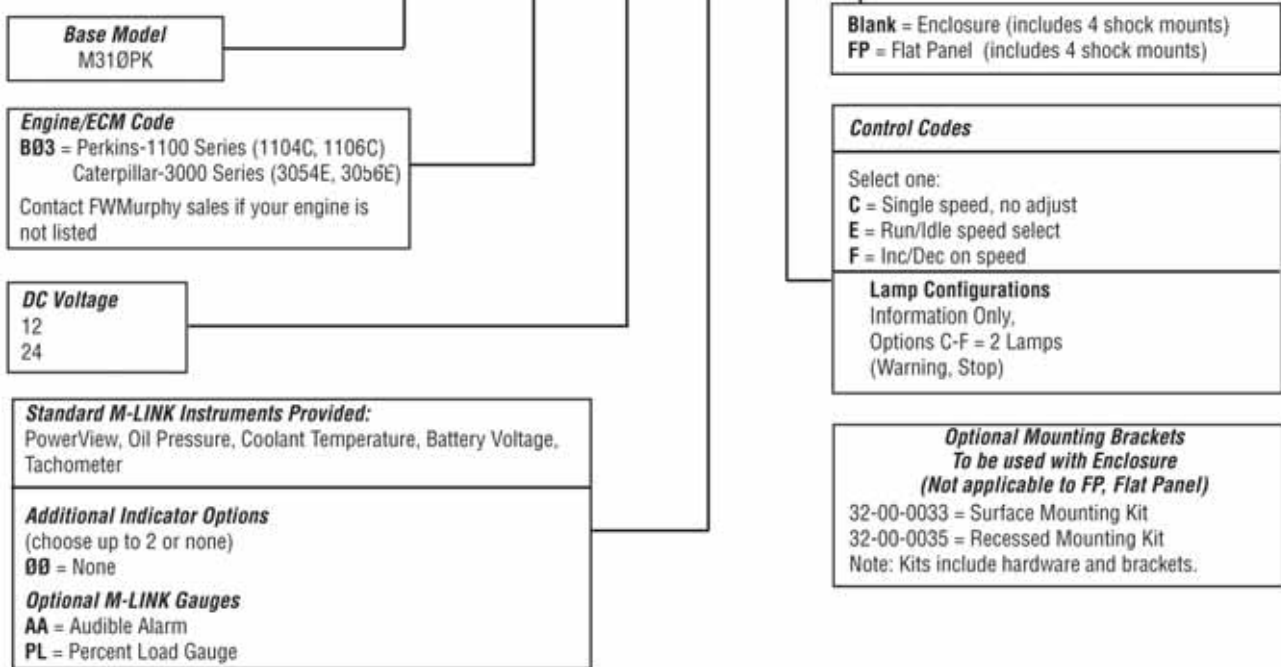 Base Model
M31ØPK
Engine/ECM Code
BØ3 = Perkins-1100 Series (1104C, 1106C)
Caterpillar-3000 Series (3054E, 3056E)
Contact FWMurphy sales if your engine is
not listed
DC Voltage
12
24
Standard M-LINK Instruments Provided:
PowerView, Oil Pressure, Coolant Temperature, Battery Voltage,
Tachometer
Additional Indicator Options
(choose up to 2 or none)
ØØ = None
Optional M-LINK Gauges
AA = Audible Alarm
PL = Percent Load Gauge
Blank = Enclosure (includes 4 shock mounts)
FP = Flat Panel (includes 4 shock mounts)
Control Codes
Select one:
C = Single speed, no adjust
E = Run/Idle speed select
F = Inc/Dec on speed
Lamp Configurations
Information Only,
Options C-F = 2 Lamps
(Warning, Stop)
Optional Mounting Brackets
To be used with Enclosure
(Not applicable to FP, Flat Panel)
32-00-0033 = Surface Mounting Kit
32-00-0035 = Recessed Mounting Kit
Note: Kits include hardware and brackets.